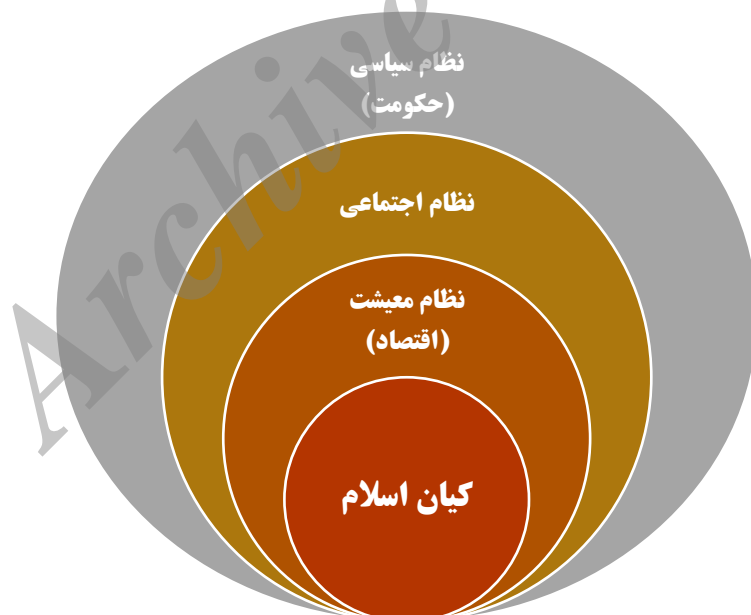 نظام سیاسی
(حکومت)
نظام اجتماعی
نظام معیشت
(اقتصاد)
کیان اسلام
Archive